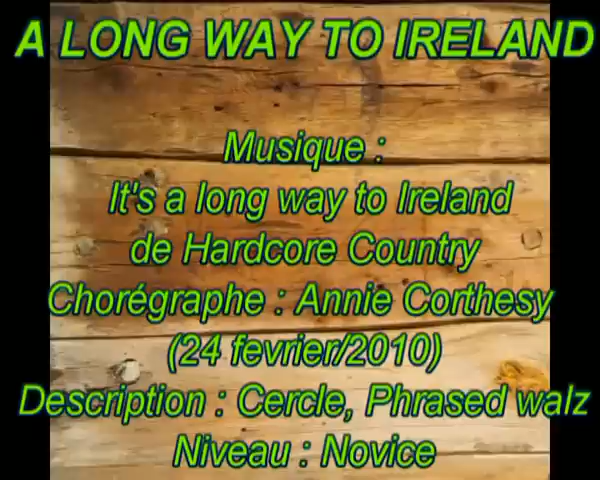 A LONG WAY TO IRELAND
Musique :
It's a long way to Ireland
de Hardcore Country
Chorégraphe : Annie Corthesy
(24 fevrier/2010)
Description : Cercle, Phrased walz
Niveau : Novice